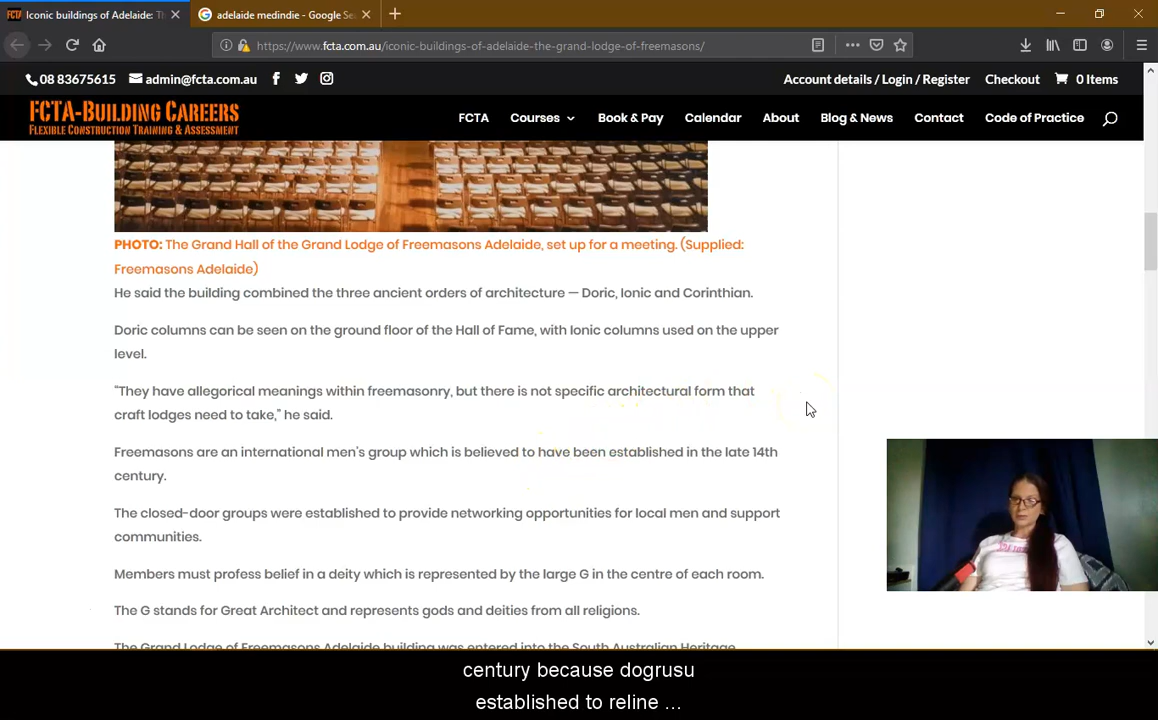 Iconic buildings of Adelaide: Th
adelaide medindie - Google Se
https://www.fcta.com.au/iconic-buildings-of-adelaide-the-grand-lodge-of-freemasons/
08 83675615
admin@fcta.com.au
Account details / Login / Register
Checkout
0 Items
FCTA-BUILDING CAREERS
FLEXIBLE CONSTRUCTION TRAINING & ASSESSMENT
FCTA
Courses
Book & Pay
Calendar
About
Blog & News
Contact
Code of Practice
PHOTO: The Grand Hall of the Grand Lodge of Freemasons Adelaide, set up for a meeting. (Supplied:
Freemasons Adelaide)
He said the building combined the three ancient orders of architecture — Doric, Ionic and Corinthian.
Doric columns can be seen on the ground floor of the Hall of Fame, with Ionic columns used on the upper
level.
“They have allegorical meanings within freemasonry, but there is not specific architectural form that
craft lodges need to take,” he said.
Freemasons are an international men’s group which is believed to have been established in the late 14th
century.
The closed-door groups were established to provide networking opportunities for local men and support
communities.
Members must profess belief in a deity which is represented by the large G in the centre of each room.
The G stands for Great Architect and represents gods and deities from all religions.
The Grand Lodge of Freemasons Adelaide building was entered into the South Australian Heritage
century because dogrusu
established to reline ...